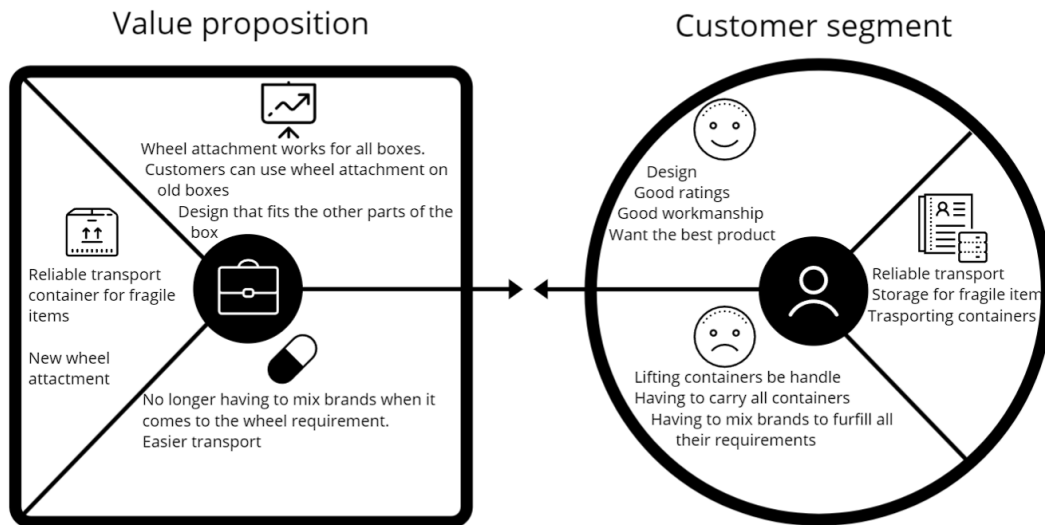 Value proposition
Customer segment
Wheel attachment works for all boxes.
Customers can use wheel attachment on
old boxes
Design that fits the other parts of the
box
Reliable transport
container for fragile
items
New wheel
attactment
No longer having to mix brands when it
comes to the wheel requirement.
Easier transport
Design
Good ratings
Good workmanship
Want the best product
Reliable transport
Storage for fragile item
Trasporting containers
Lifting containers be handle
Having to carry all containers
Having to mix brands to furfill all
their requirements